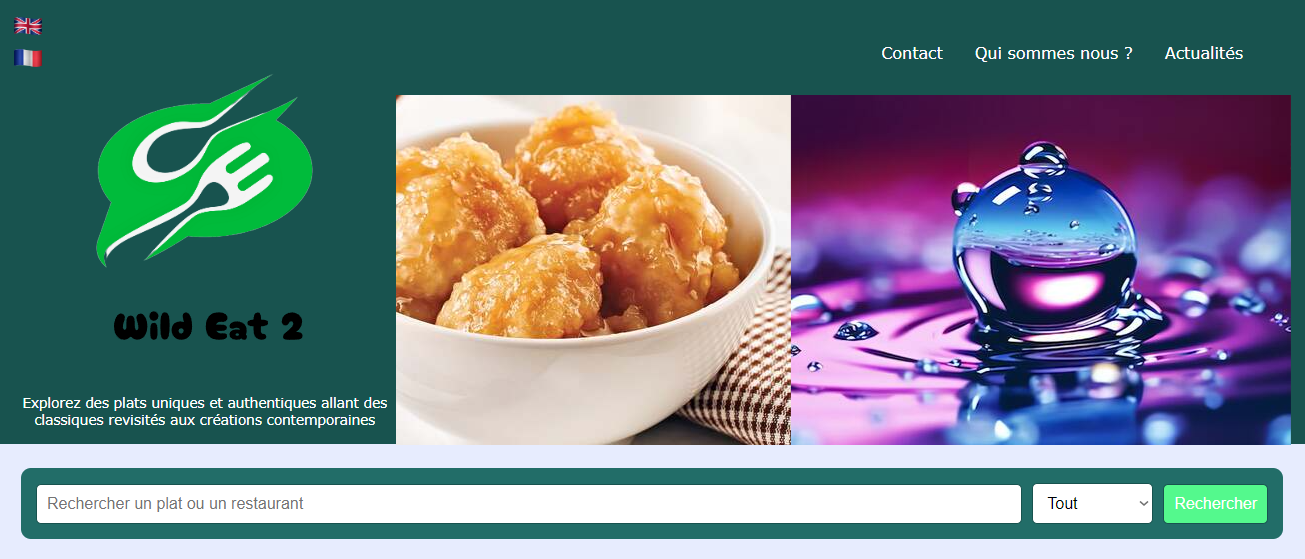 Contact Qui sommes nous ? Actualités
Wild Eat 2
Explorez des plats uniques et authentiques allant des
classiques revisités aux créations contemporaines
Rechercher un plat ou un restaurant Tout Rechercher